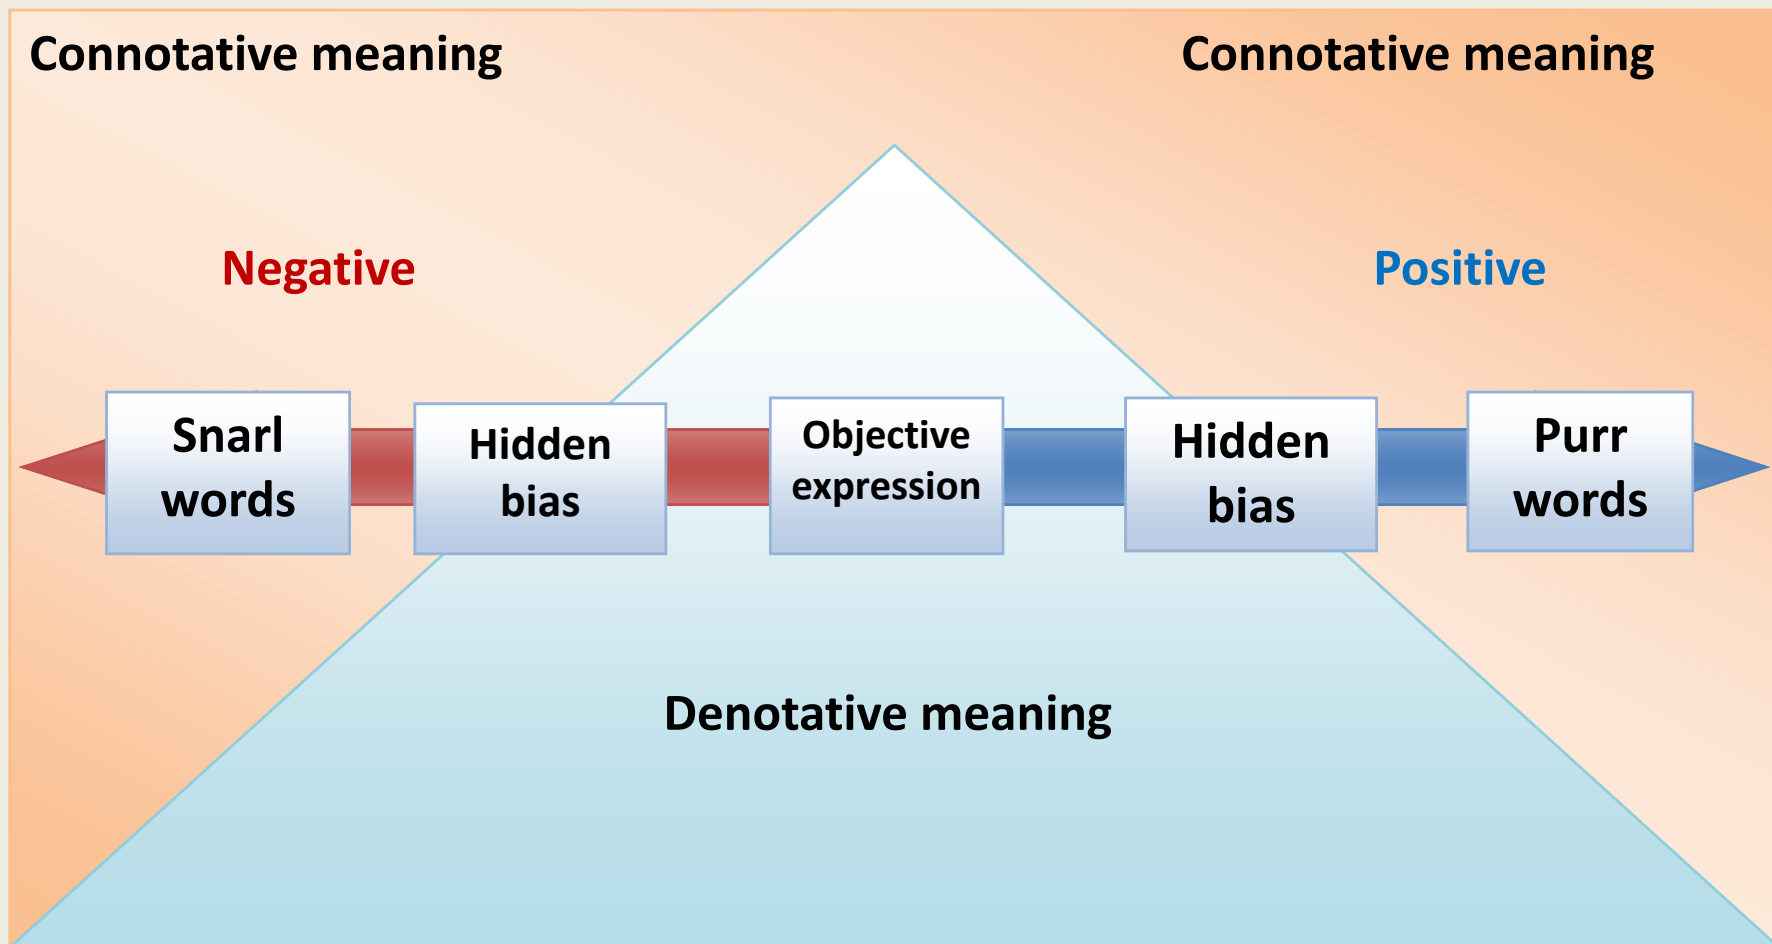 Connotative meaning
Connotative meaning
Negative
Positive
Snarl
words
Hidden
bias
Objective
expression
Hidden
bias
Purr
words
Denotative meaning